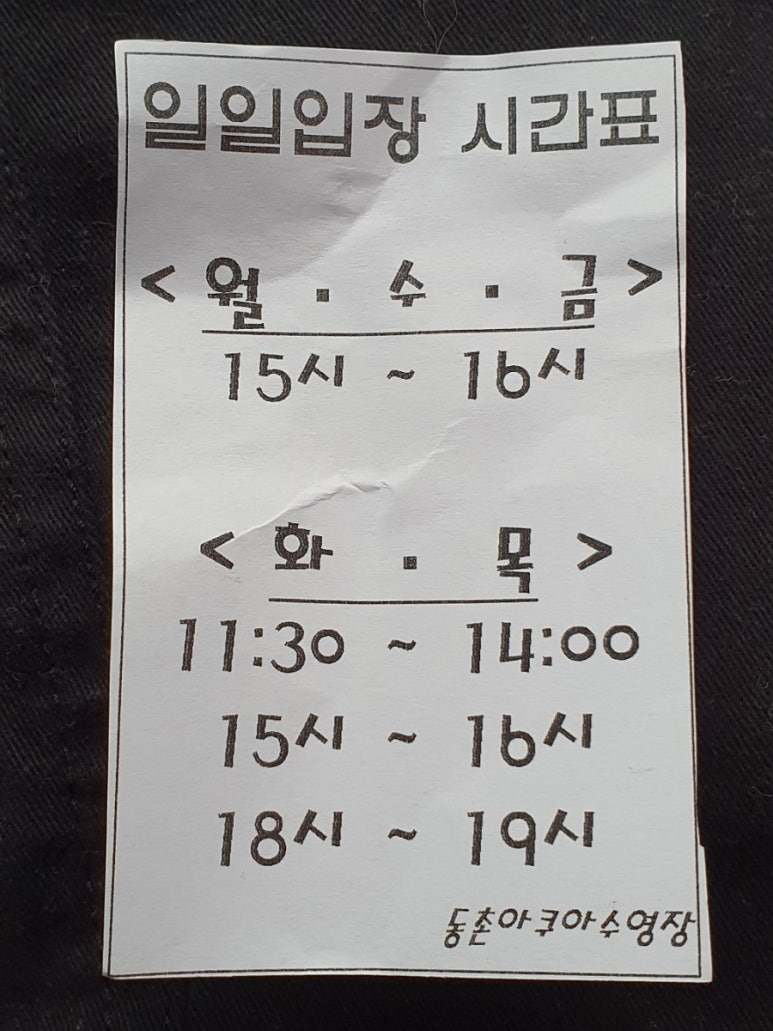 일일입장 시간표
< 월 · 수 · 금 >
15시 ~ 16시
< 화 · 목 >
11:30 ~ 14:00
15시 ~ 16시
18시 ~ 19시
동촌아쿠아수영장